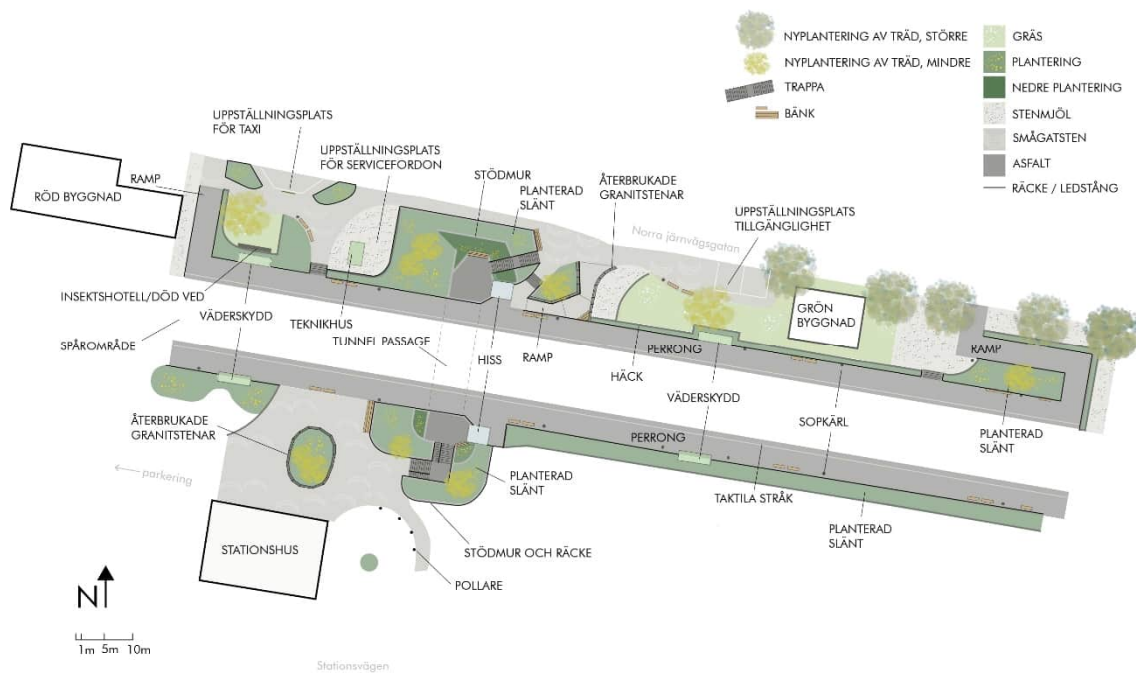 NYPLANTERING AV TRÄD, STÖRRE
NYPLANTERING AV TRÄD, MINDRE
TRAPPA
BÄNK
GRÄS
PLANTERING
NEDRE PLANTERING
STENMJÖL
SMÅGATSTEN
ASFALT
RÄCKE / LEDSTÅNG
UPPSTÄLLNINGSPLATS
FÖR TAXI
UPPSTÄLLNINGSPLATS
FÖR SERVICEFORDON
STÖDMUR
PLANTERAD
SLÄNT
ÅTERBRUKADE
GRANITSTENAR
UPPSTÄLLNINGSPLATS
TILLGÄNGLIGHET
RAMP
RÖD BYGGNAD
Norra järnvägsgatan
GRÖN
BYGGNAD
INSEKTSHOTELL/DÖD VED
VÄDERSKYDD
TEKNIKHUS
SPÅROMRÅDE
TUNNEL PASSAGE
HISS
RAMP
PERRONG
HÄCK
VÄDERSKYDD
RAMP
SOPKÄRL
PLANTERAD
SLÄNT
ÅTERBRUKADE
GRANITSTENAR
PERRONG
PLANTERAD
SLÄNT
TAKTILA STRÅK
PLANTERAD
SLÄNT
parkering
STATIONSHUS
STÖDMUR OCH RÄCKE
POLLARE
N
1m 5m 10m
Stationsvägen